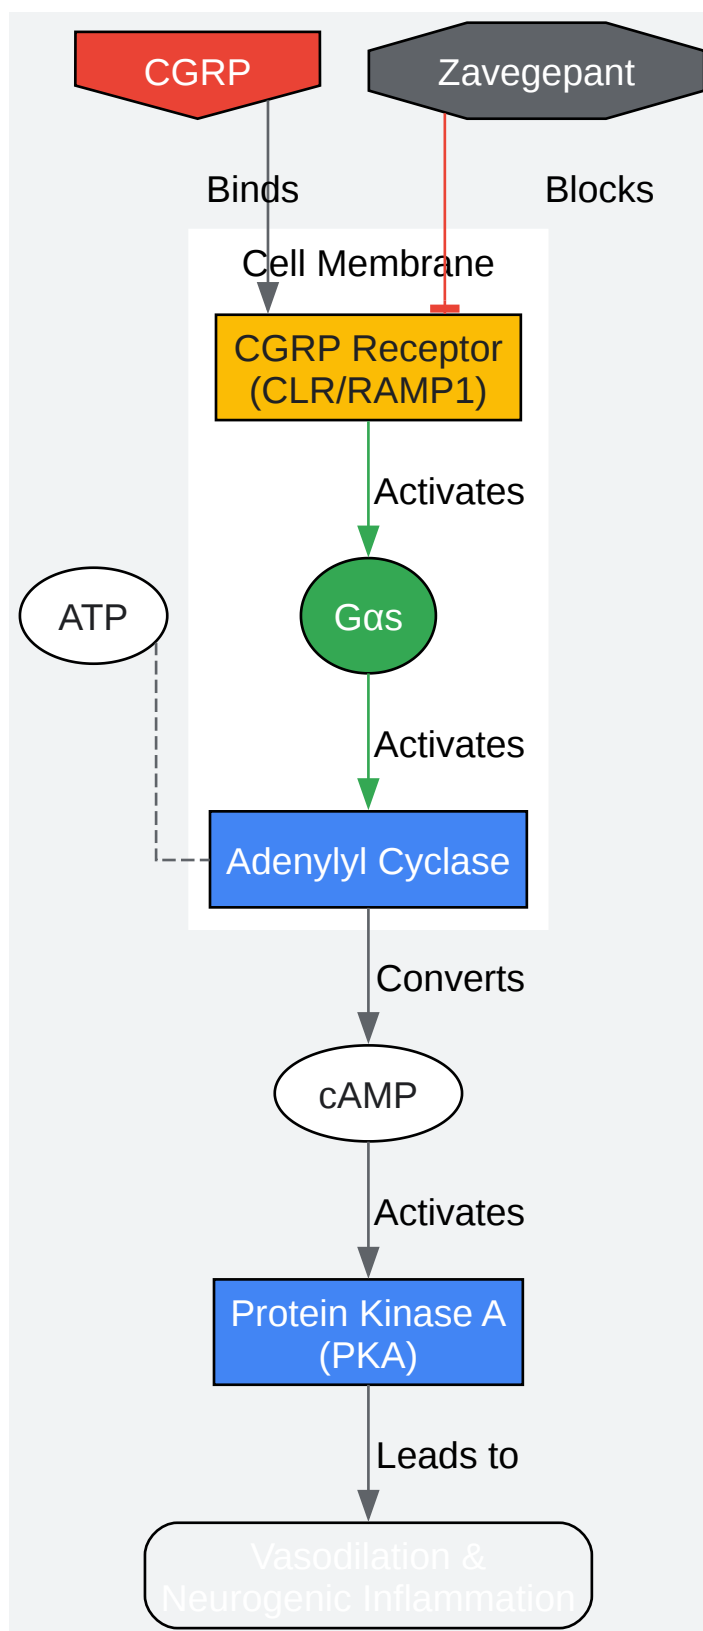 CGRP
Zavegepant
Binds
Blocks
Cell Membrane
CGRP Receptor
(CLR/RAMP1)
Activates
ATP
Gαs
Activates
Adenylyl Cyclase
Converts
cAMP
Activates
Protein Kinase A
(PKA)
Leads to
Vasodilation &
Neurogenic Inflammation